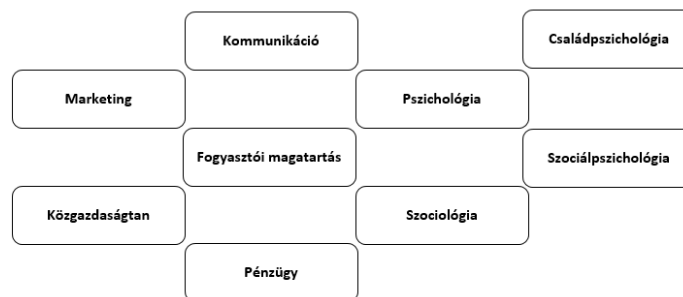 Kommunikáció
Családpszichológia
Marketing
Pszichológia
Fogyasztói magatartás
Szociálpszichológia
Közgazdaságtan
Szociológia
Pénzügy